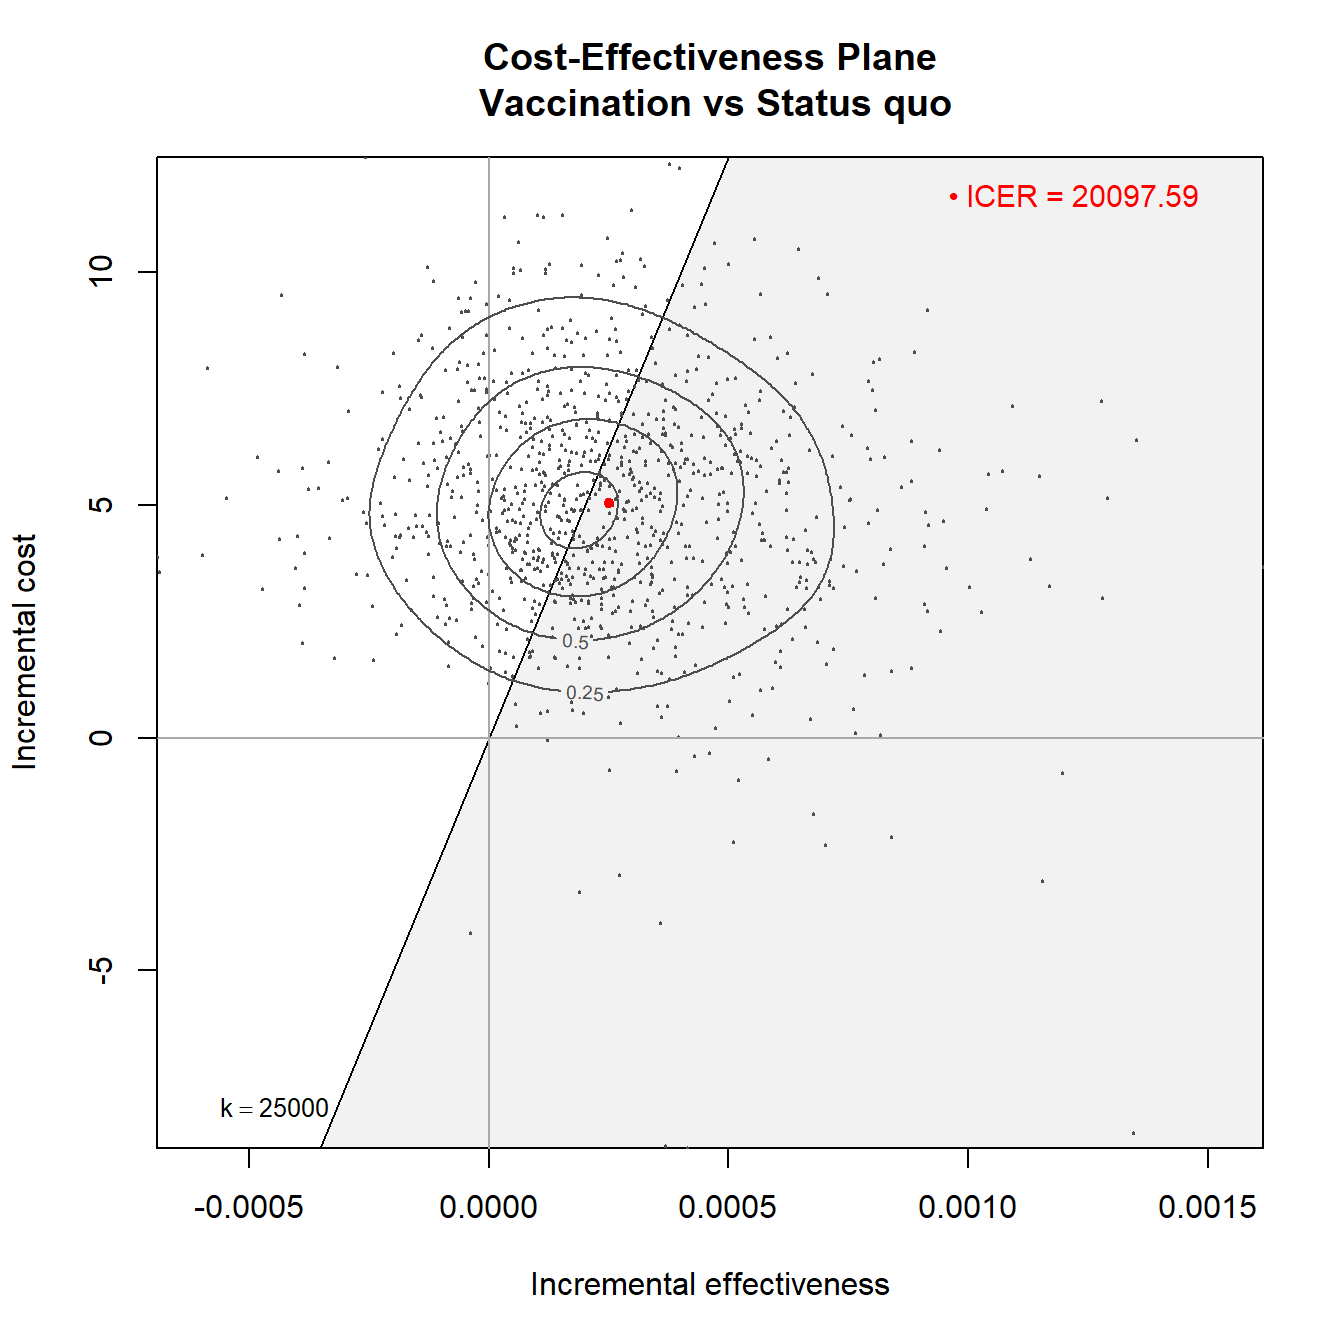 Cost-Effectiveness Plane
Vaccination vs Status quo
• ICER = 20097.59
10
5
0
-5
Incremental cost
0.5
0.25
k = 25000
-0.0005 0.0000 0.0005 0.0010 0.0015
Incremental effectiveness